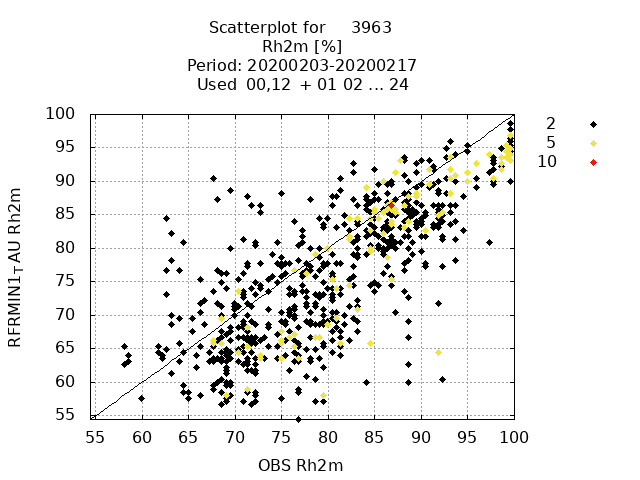 Scatterplot for 3963
Rh2m [%]
Period: 20200203-20200217
Used 00,12 + 01 02 ... 24
100
95
90
85
80
75
70
65
60
55
55 60 65 70 75 80 85 90 95 100
OBS Rh2m
RFRMIN1T AU Rh2m
2
5
10